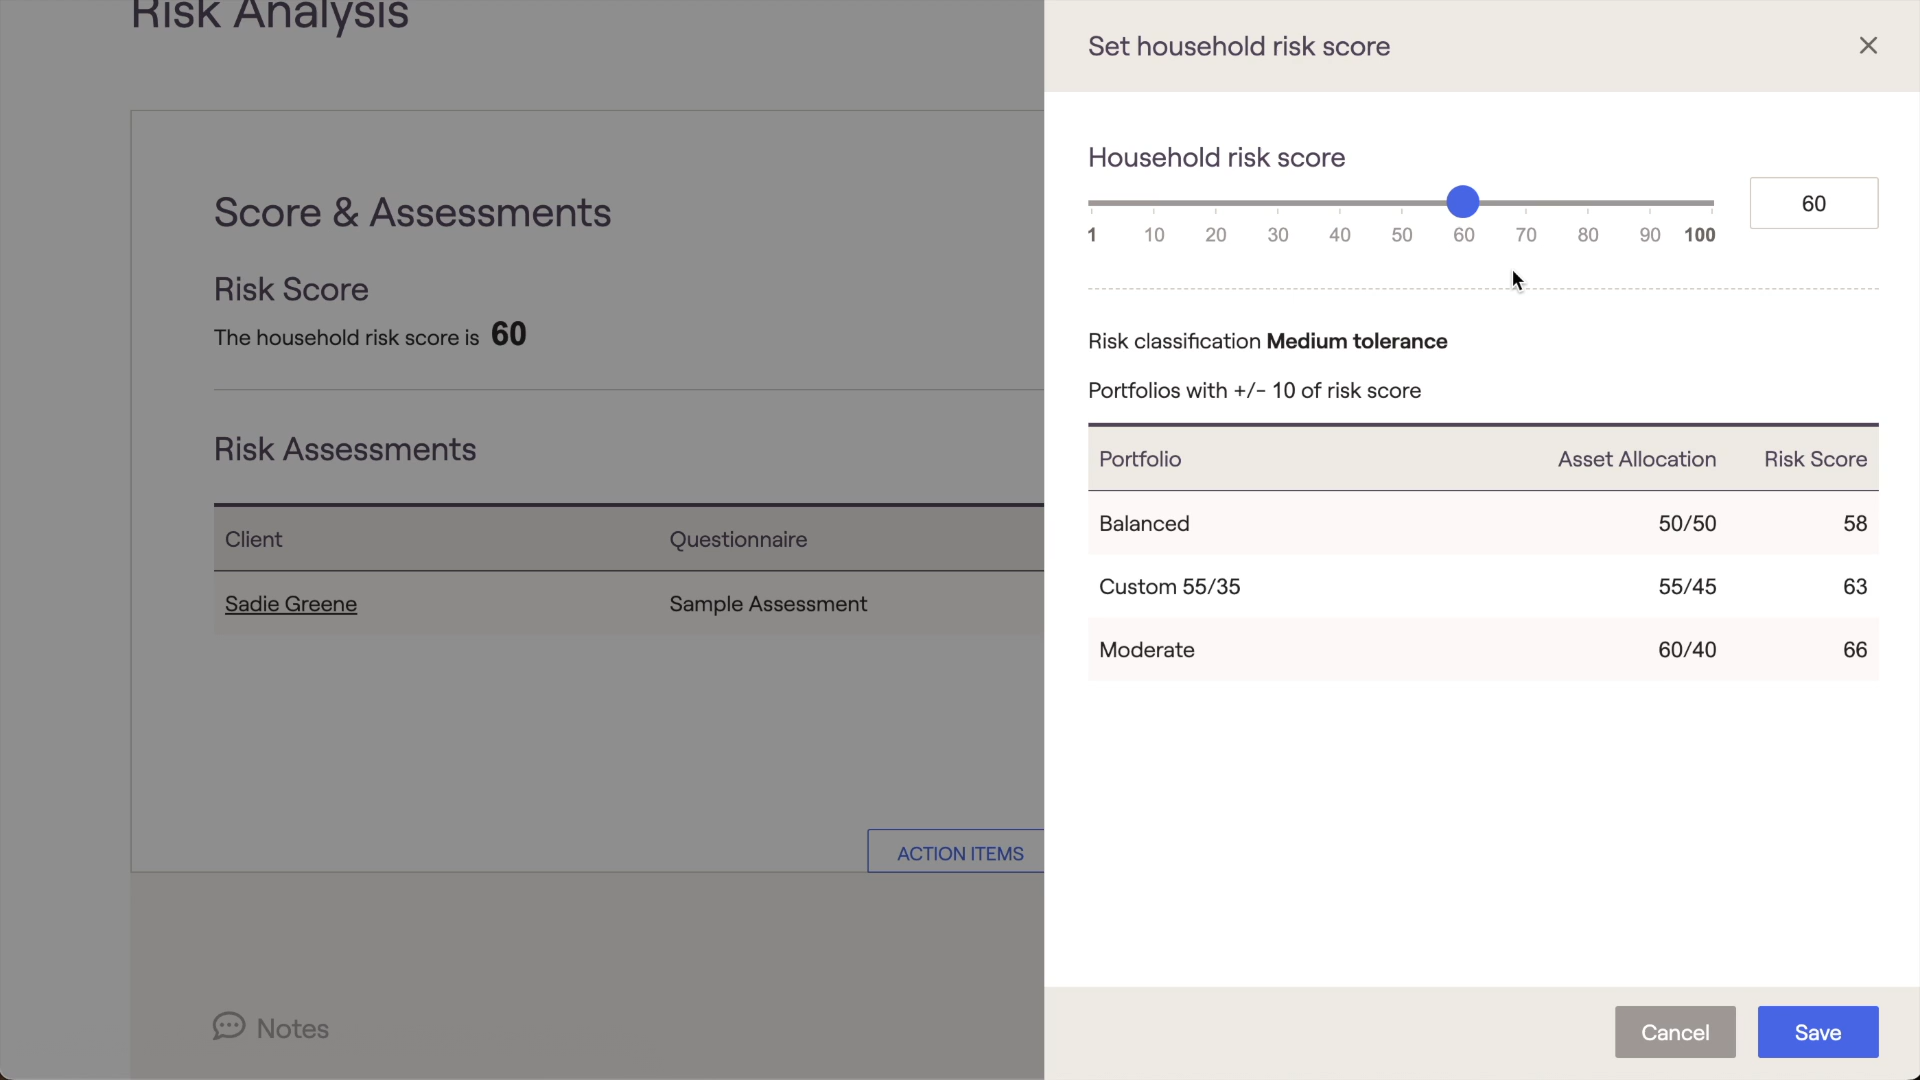 Risk Analysis
Score & Assessments
Risk Score
The household risk score is 60
Risk Assessments
Client Questionnaire
Sadie Greene Sample Assessment
ACTION ITEMS
Notes
Set household risk score
Household risk score
60
1 10 20 30 40 50 60 70 80 90 100
Risk classification Medium tolerance
Portfolios with +/- 10 of risk score
Portfolio Asset Allocation Risk Score
Balanced 50/50 58
Custom 55/35 55/45 63
Moderate 60/40 66
Cancel Save